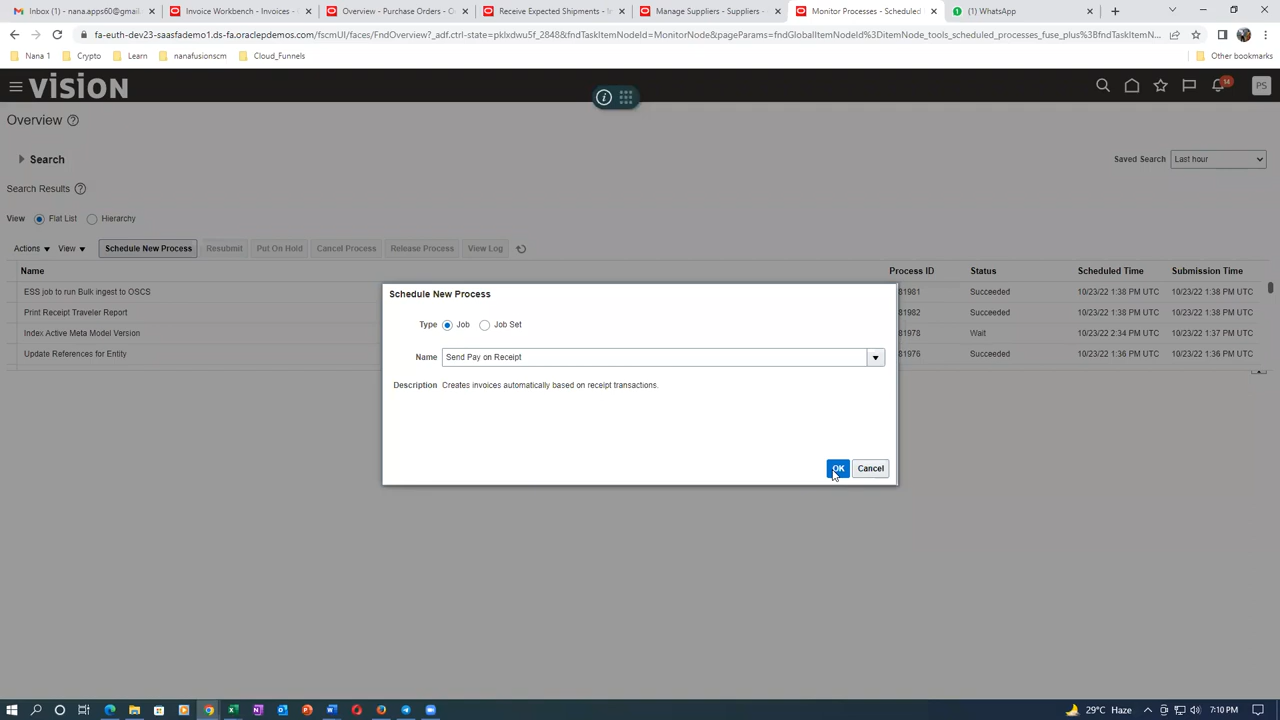 Inbox (1) - nana.apps60@gmail.
Invoice Workbench - Invoices -
Overview - Purchase Orders - C
Receive Expected Shipments - In
Manage Suppliers - Suppliers -
Monitor Processes - Scheduled
(1) WhatsApp
fa-euth-dev23-saasfademo1.ds-fa.oraclepdemos.com/fscmUI/faces/FndOverview?_adf.ctrl-state=pklxdwu5f_2848&fndTaskItemNodeId=MonitorNode&pageParams=fndGlobalItemNodeId%3DitemNode_tools_scheduled_processes_fuse_plus%3BfndTaskItemNodeId%...
Nana 1
Crypto
Learn
nanafusionscm
Cloud_Funnels
Other bookmarks
VISION
14
PS
Overview
Search
Saved Search
Last hour
Search Results
View
Flat List
Hierarchy
Actions
View
Schedule New Process
Resubmit
Put On Hold
Cancel Process
Release Process
View Log
Name
Process ID
Status
Scheduled Time
Submission Time
ESS job to run Bulk ingest to OSCS
81981
Succeeded
10/23/22 1:38 PM UTC
10/23/22 1:38 PM UTC
Print Receipt Traveler Report
81982
Succeeded
10/23/22 1:38 PM UTC
10/23/22 1:38 PM UTC
Index Active Meta Model Version
81978
Wait
10/23/22 2:34 PM UTC
10/23/22 1:37 PM UTC
Update References for Entity
81976
Succeeded
10/23/22 1:34 PM UTC
10/23/22 1:34 PM UTC
Schedule New Process
Type
Job
Job Set
Name
Send Pay on Receipt
Description
Creates invoices automatically based on receipt transactions.
OK
Cancel
29°C Haze
7:10 PM